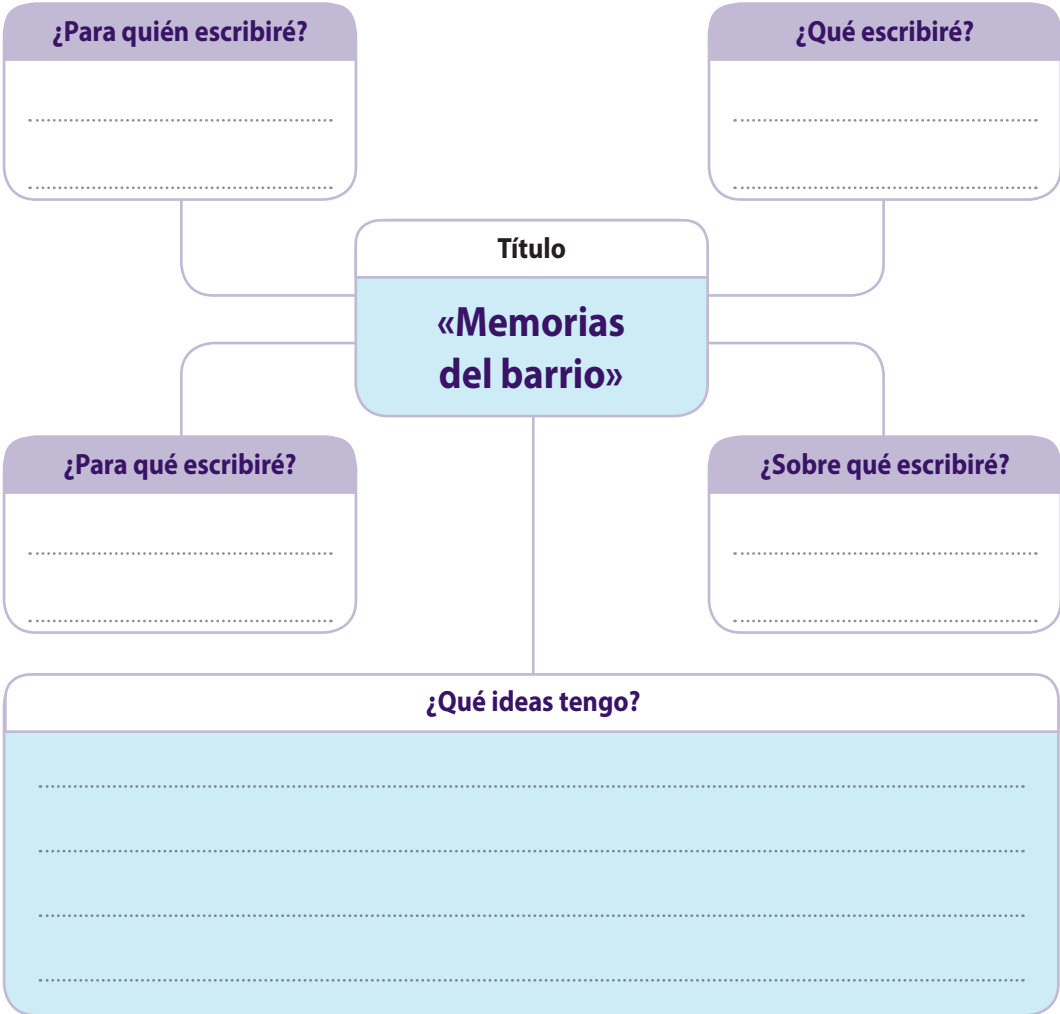 ¿Para quién escribiré?
¿Qué escribiré?
Título
«Memorias
del barrio»
¿Para qué escribiré?
¿Sobre qué escribiré?
¿Qué ideas tengo?